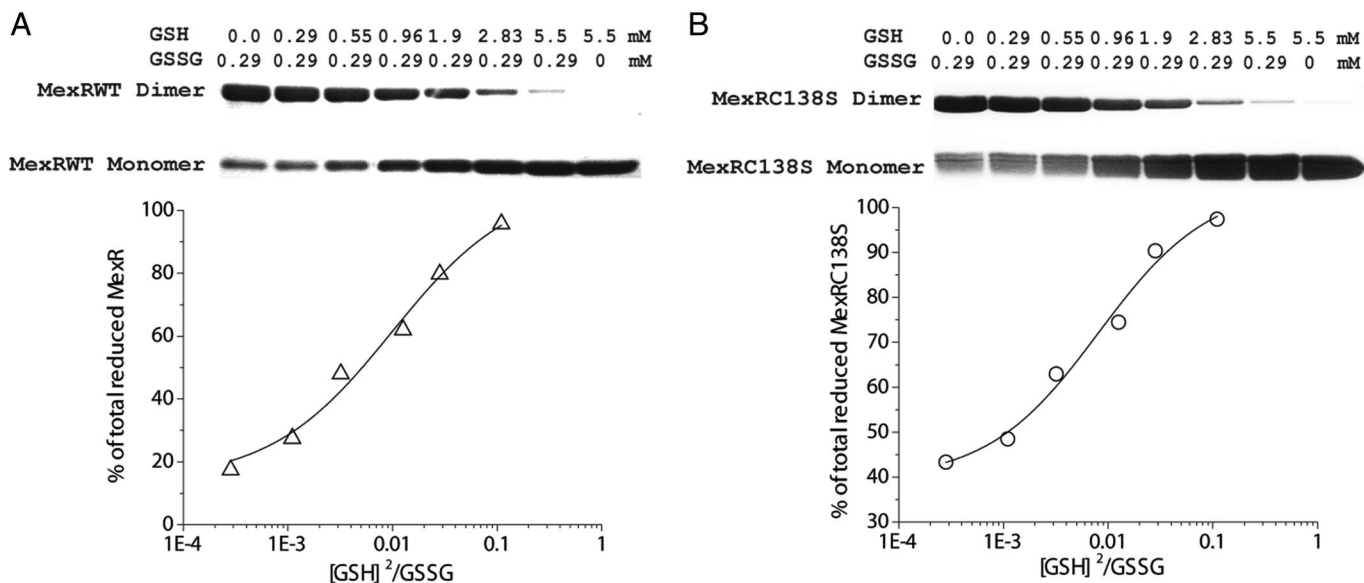 A
GSH 0.0 0.29 0.55 0.96 1.9 2.83 5.5 5.5 mM
GSSG 0.29 0.29 0.29 0.29 0.29 0.29 0.29 0 mM
MexRWT Dimer
MexRWT Monomer
100
80
60
40
20
0
% of total reduced MexR
1E-4 1E-3 0.01 0.1 1
[GSH]²/GSSG
B
GSH 0.0 0.29 0.55 0.96 1.9 2.83 5.5 5.5 mM
GSSG 0.29 0.29 0.29 0.29 0.29 0.29 0.29 0 mM
MexRC138S Dimer
MexRC138S Monomer
100
90
80
70
60
50
40
30
% of total reduced MexRC138S
1E-4 1E-3 0.01 0.1 1
[GSH]²/GSSG